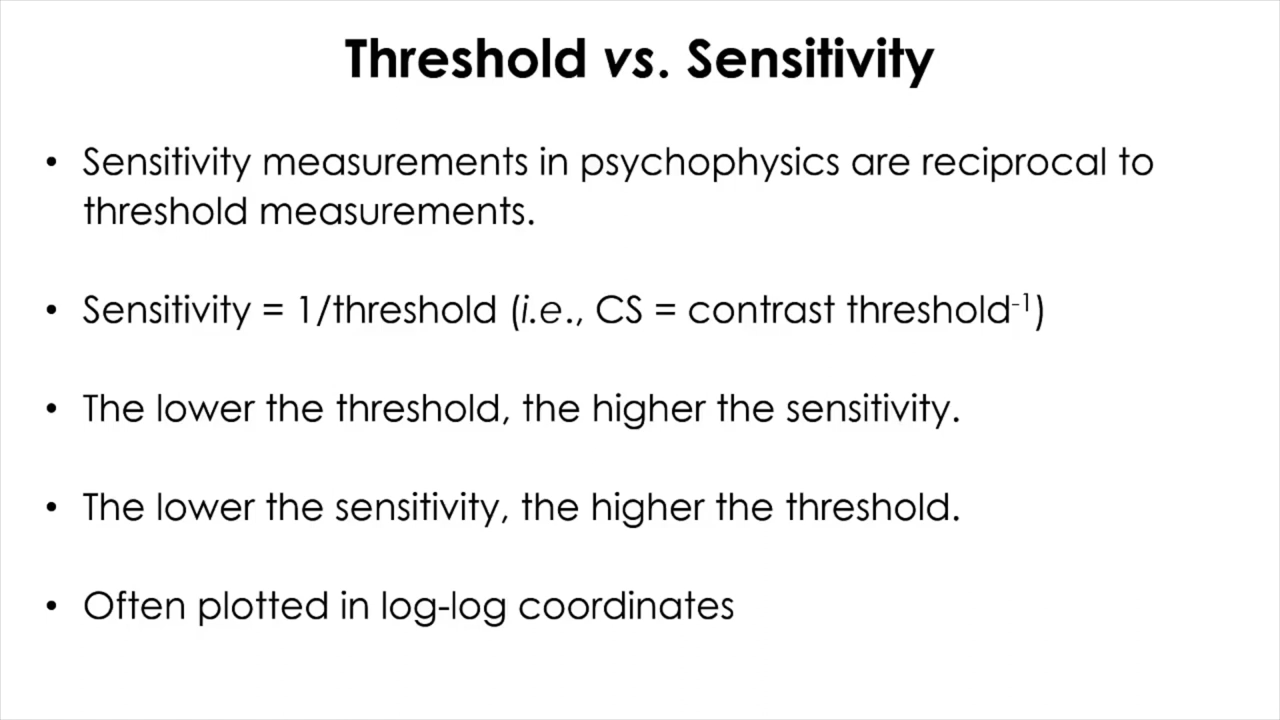 Threshold vs. Sensitivity
• Sensitivity measurements in psychophysics are reciprocal to
threshold measurements.
• Sensitivity = 1/threshold (i.e., CS = contrast threshold⁻¹)
• The lower the threshold, the higher the sensitivity.
• The lower the sensitivity, the higher the threshold.
• Often plotted in log-log coordinates